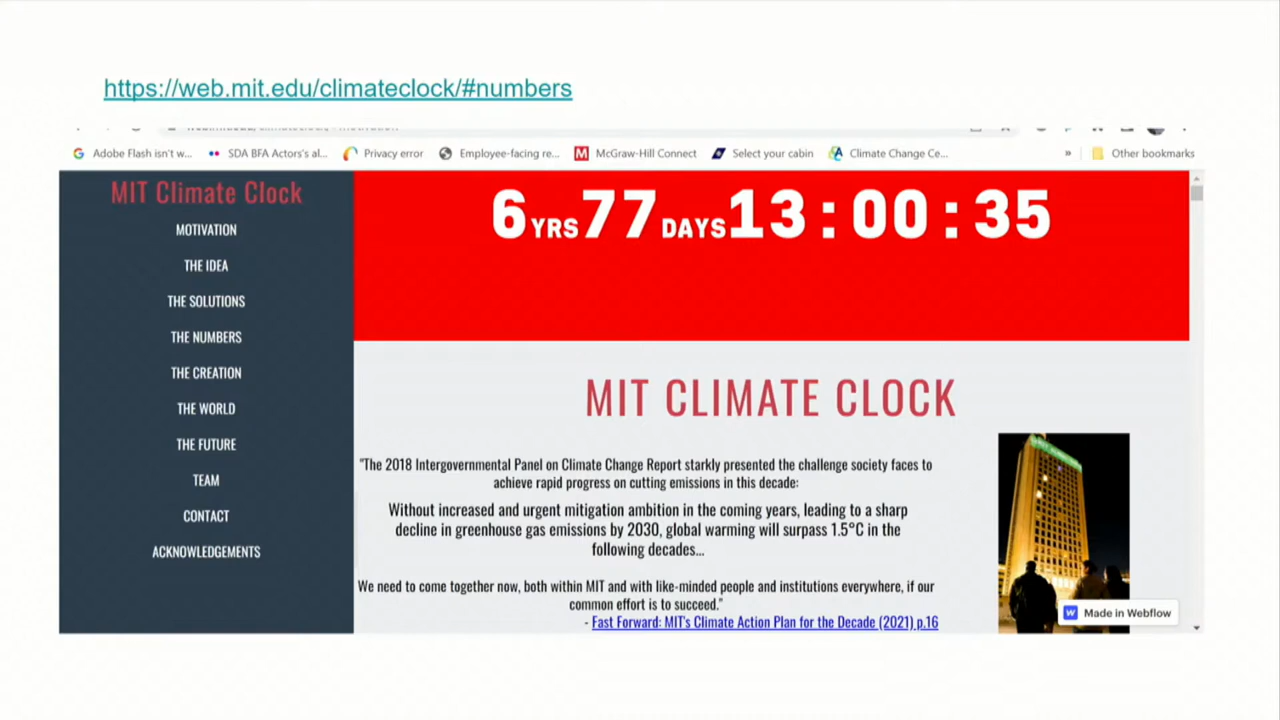 https://web.mit.edu/climateclock/#numbers
Adobe Flash isn't w... SDA BFA Actor's al... Privacy error Employee-facing re... M McGraw-Hill Connect Select your cabin Climate Change Ce... » Other bookmarks
MIT Climate Clock
MOTIVATION
THE IDEA
THE SOLUTIONS
THE NUMBERS
THE CREATION
THE WORLD
THE FUTURE
TEAM
CONTACT
ACKNOWLEDGEMENTS
6 YRS 77 DAYS 13:00:35
MIT CLIMATE CLOCK
"The 2018 Intergovernmental Panel on Climate Change Report starkly presented the challenge society faces to
achieve rapid progress on cutting emissions in this decade:
Without increased and urgent mitigation ambition in the coming years, leading to a sharp
decline in greenhouse gas emissions by 2030, global warming will surpass 1.5°C in the
following decades...
We need to come together now, both within MIT and with like-minded people and institutions everywhere, if our
common effort is to succeed."
- Fast Forward: MIT's Climate Action Plan for the Decade (2021) p.16
Made in Webflow